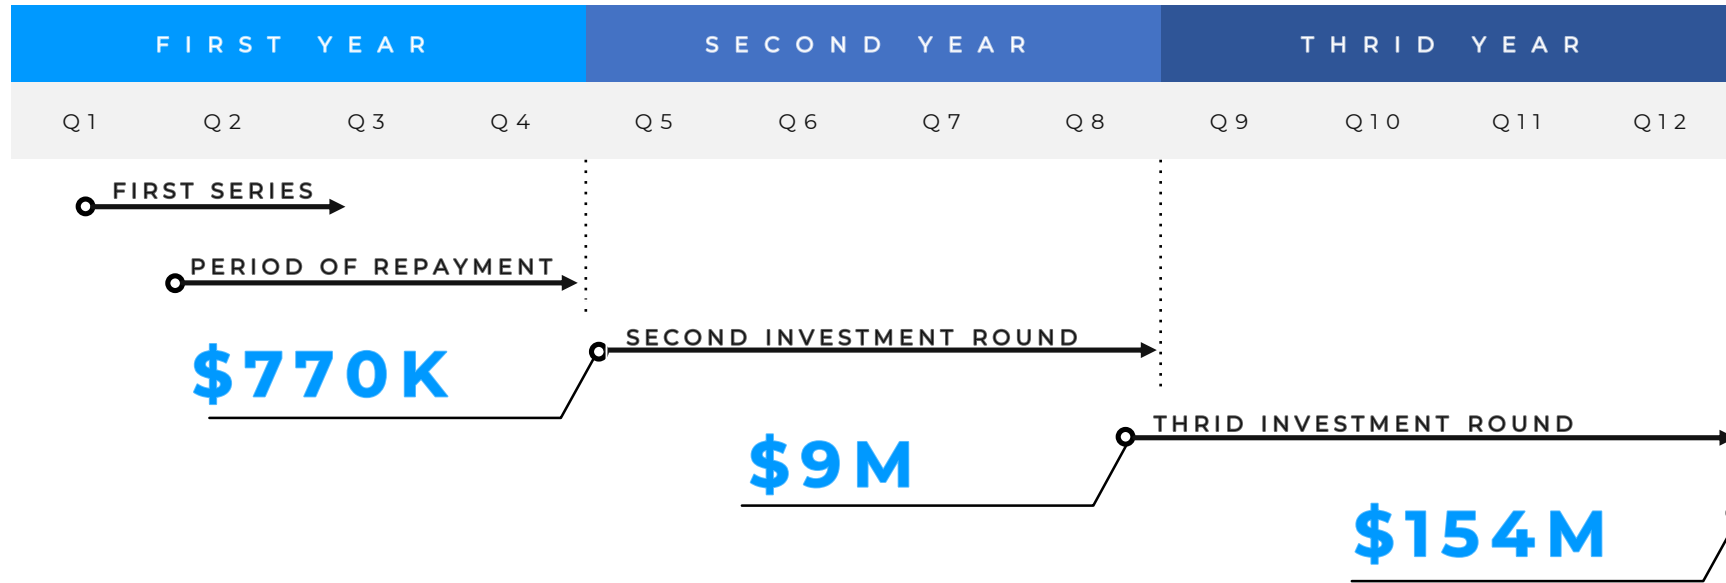 FIRST YEAR SECOND YEAR THRID YEAR
Q1 Q2 Q3 Q4 Q5 Q6 Q7 Q8 Q9 Q10 Q11 Q12
FIRST SERIES
PERIOD OF REPAYMENT
SECOND INVESTMENT ROUND
$770K
THRID INVESTMENT ROUND
$9M
$154M